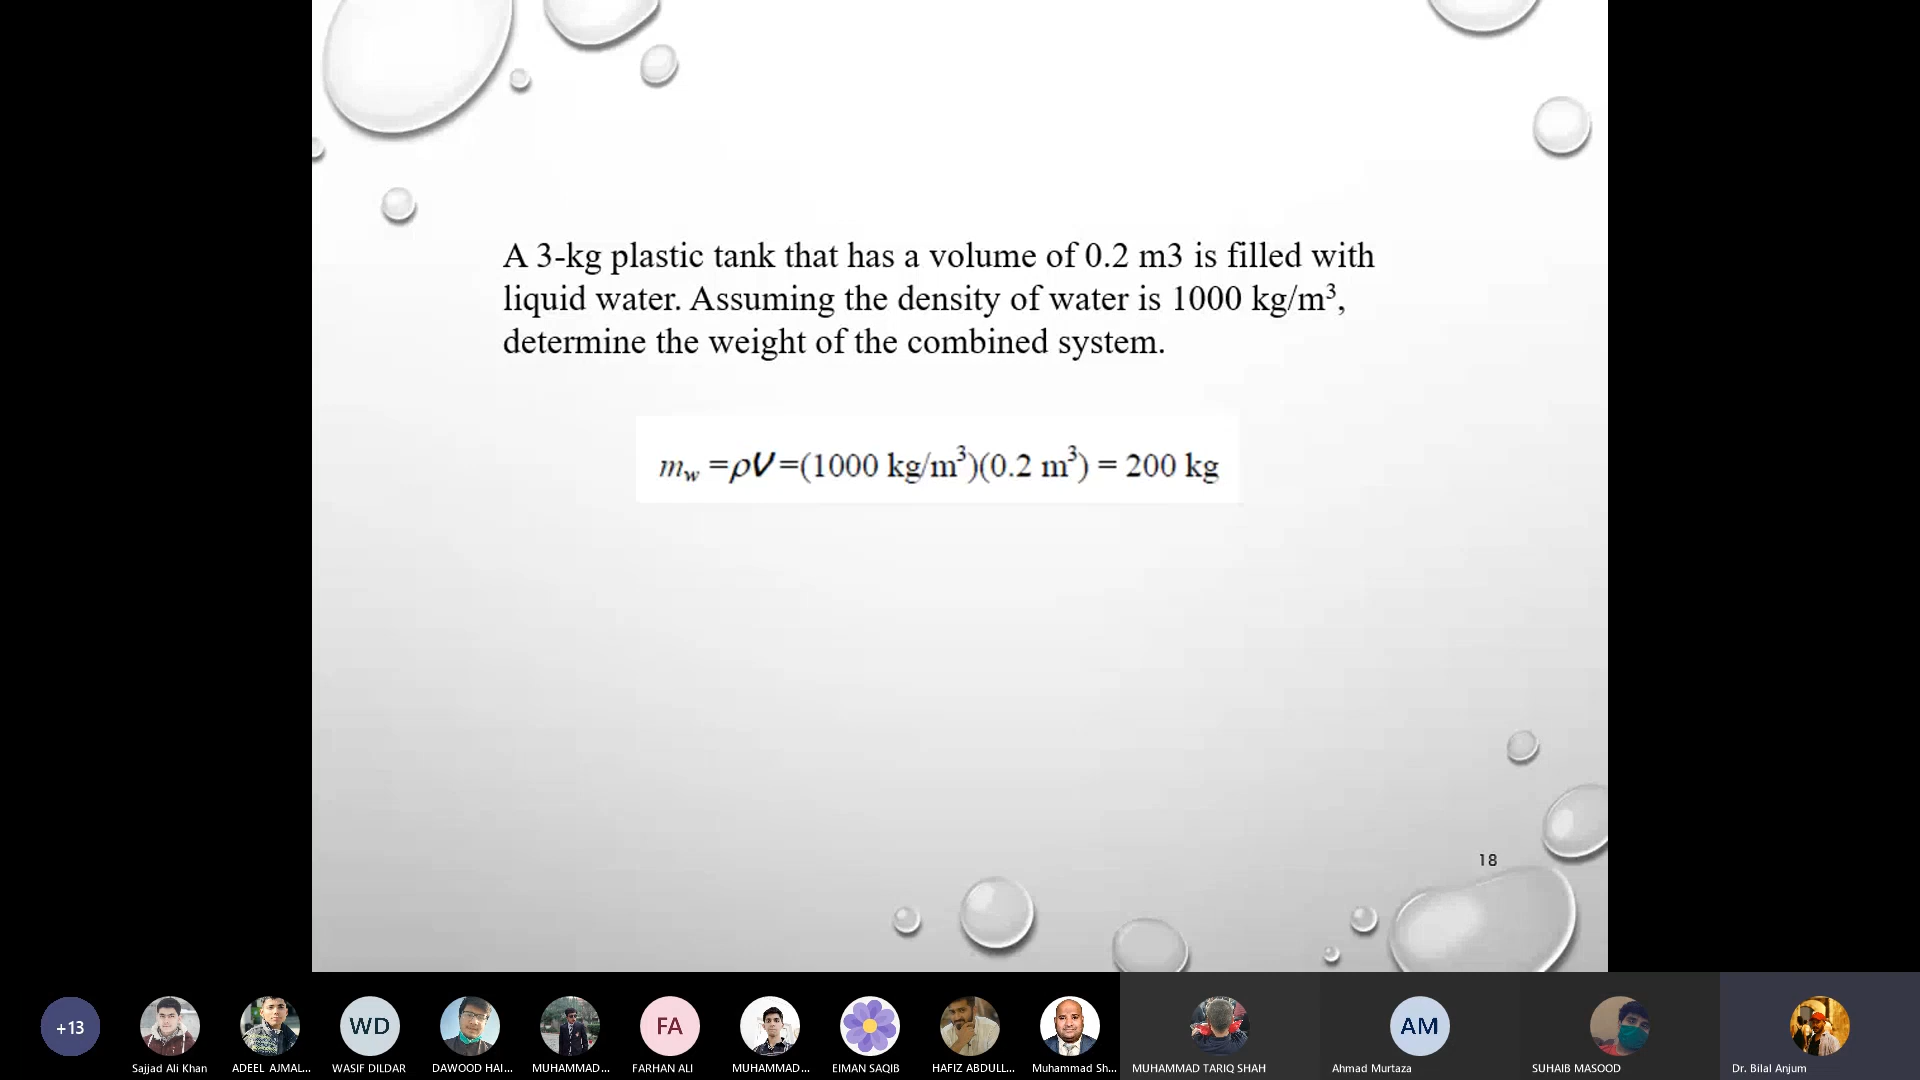 A 3-kg plastic tank that has a volume of 0.2 m3 is filled with
liquid water. Assuming the density of water is 1000 kg/m³,
determine the weight of the combined system.
m_w =ρV=(1000 kg/m³)(0.2 m³) = 200 kg
18
+13
WD
FA
AM
Sajjad Ali Khan
ADEEL AJMAL...
WASIF DILDAR
DAWOOD HAI...
MUHAMMAD...
FARHAN ALI
MUHAMMAD...
EIMAN SAQIB
HAFIZ ABDULL...
Muhammad Sh...
MUHAMMAD TARIQ SHAH
Ahmad Murtaza
SUHAIB MASOOD
Dr. Bilal Anjum